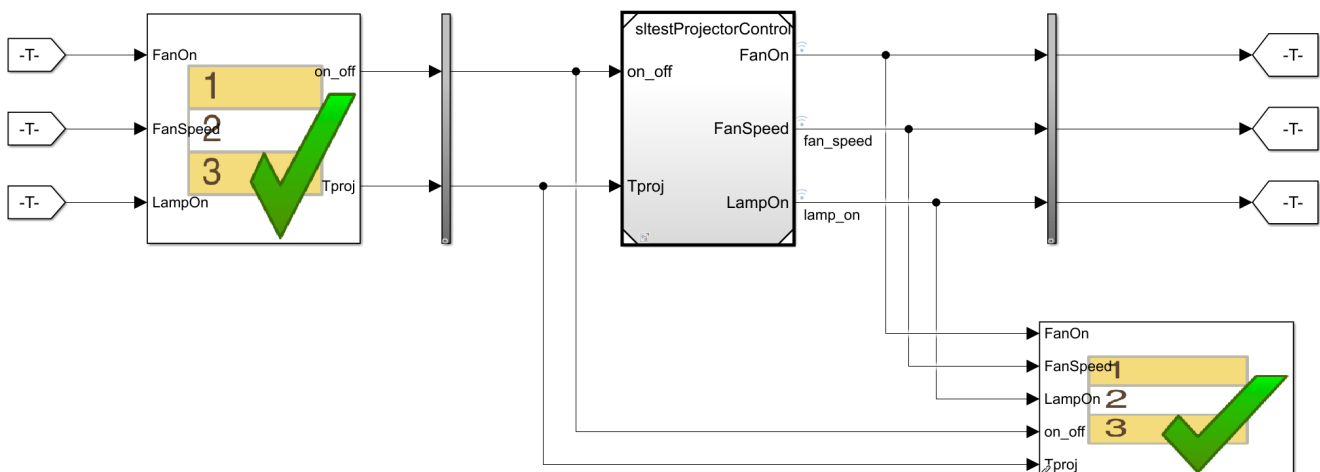 -T-
-T-
-T-
FanOn
FanSpeed
LampOn
1
2
3
on_off
Tproj
sltestProjectorControl
on_off
Tproj
FanOn
FanSpeed
LampOn
fan_speed
lamp_on
-T-
-T-
-T-
FanOn
FanSpeed
LampOn
on_off
Tproj
1
2
3